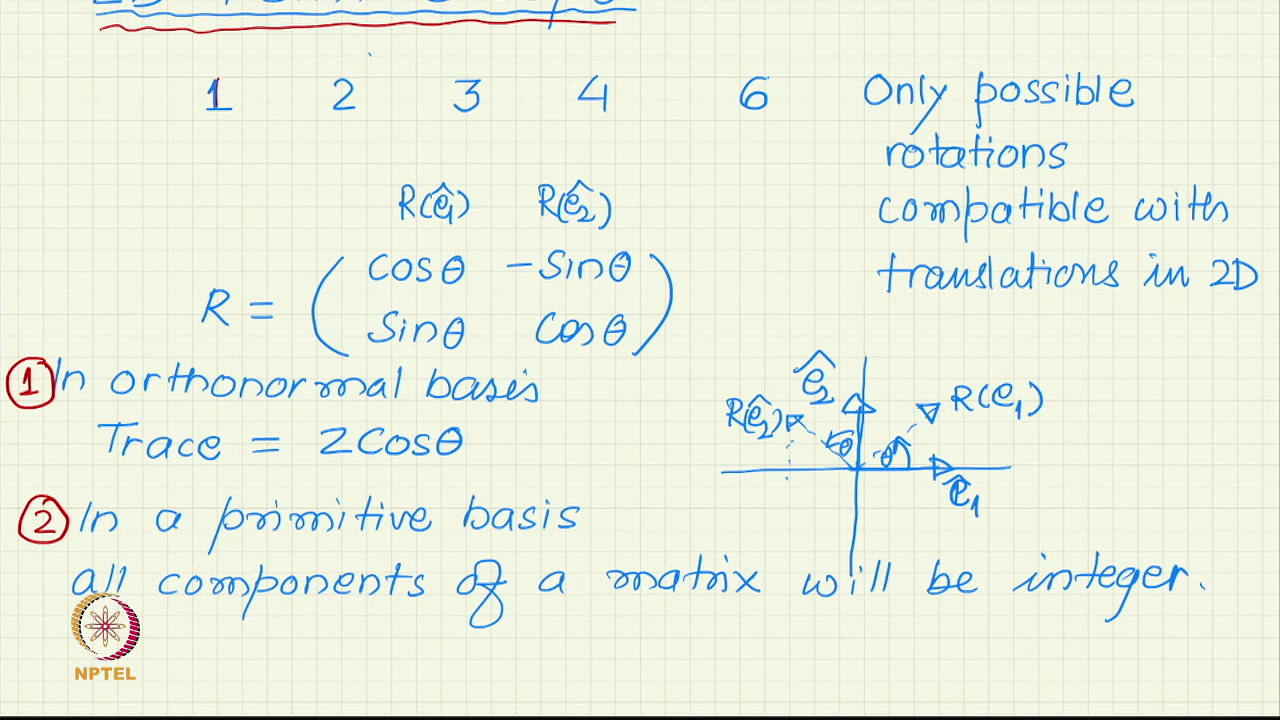 1 2 3 4 6
Only possible
rotations
compatible with
translations in 2D
R(ê₁) R(ê₂)
R = ( cosθ -Sinθ
Sinθ Cosθ )
① In orthonormal basis
Trace = 2Cosθ
ê₂
R(ê₂)
R(e₁)
θ θ
ê₁
② In a primitive basis
all components of a matrix will be integer.
NPTEL